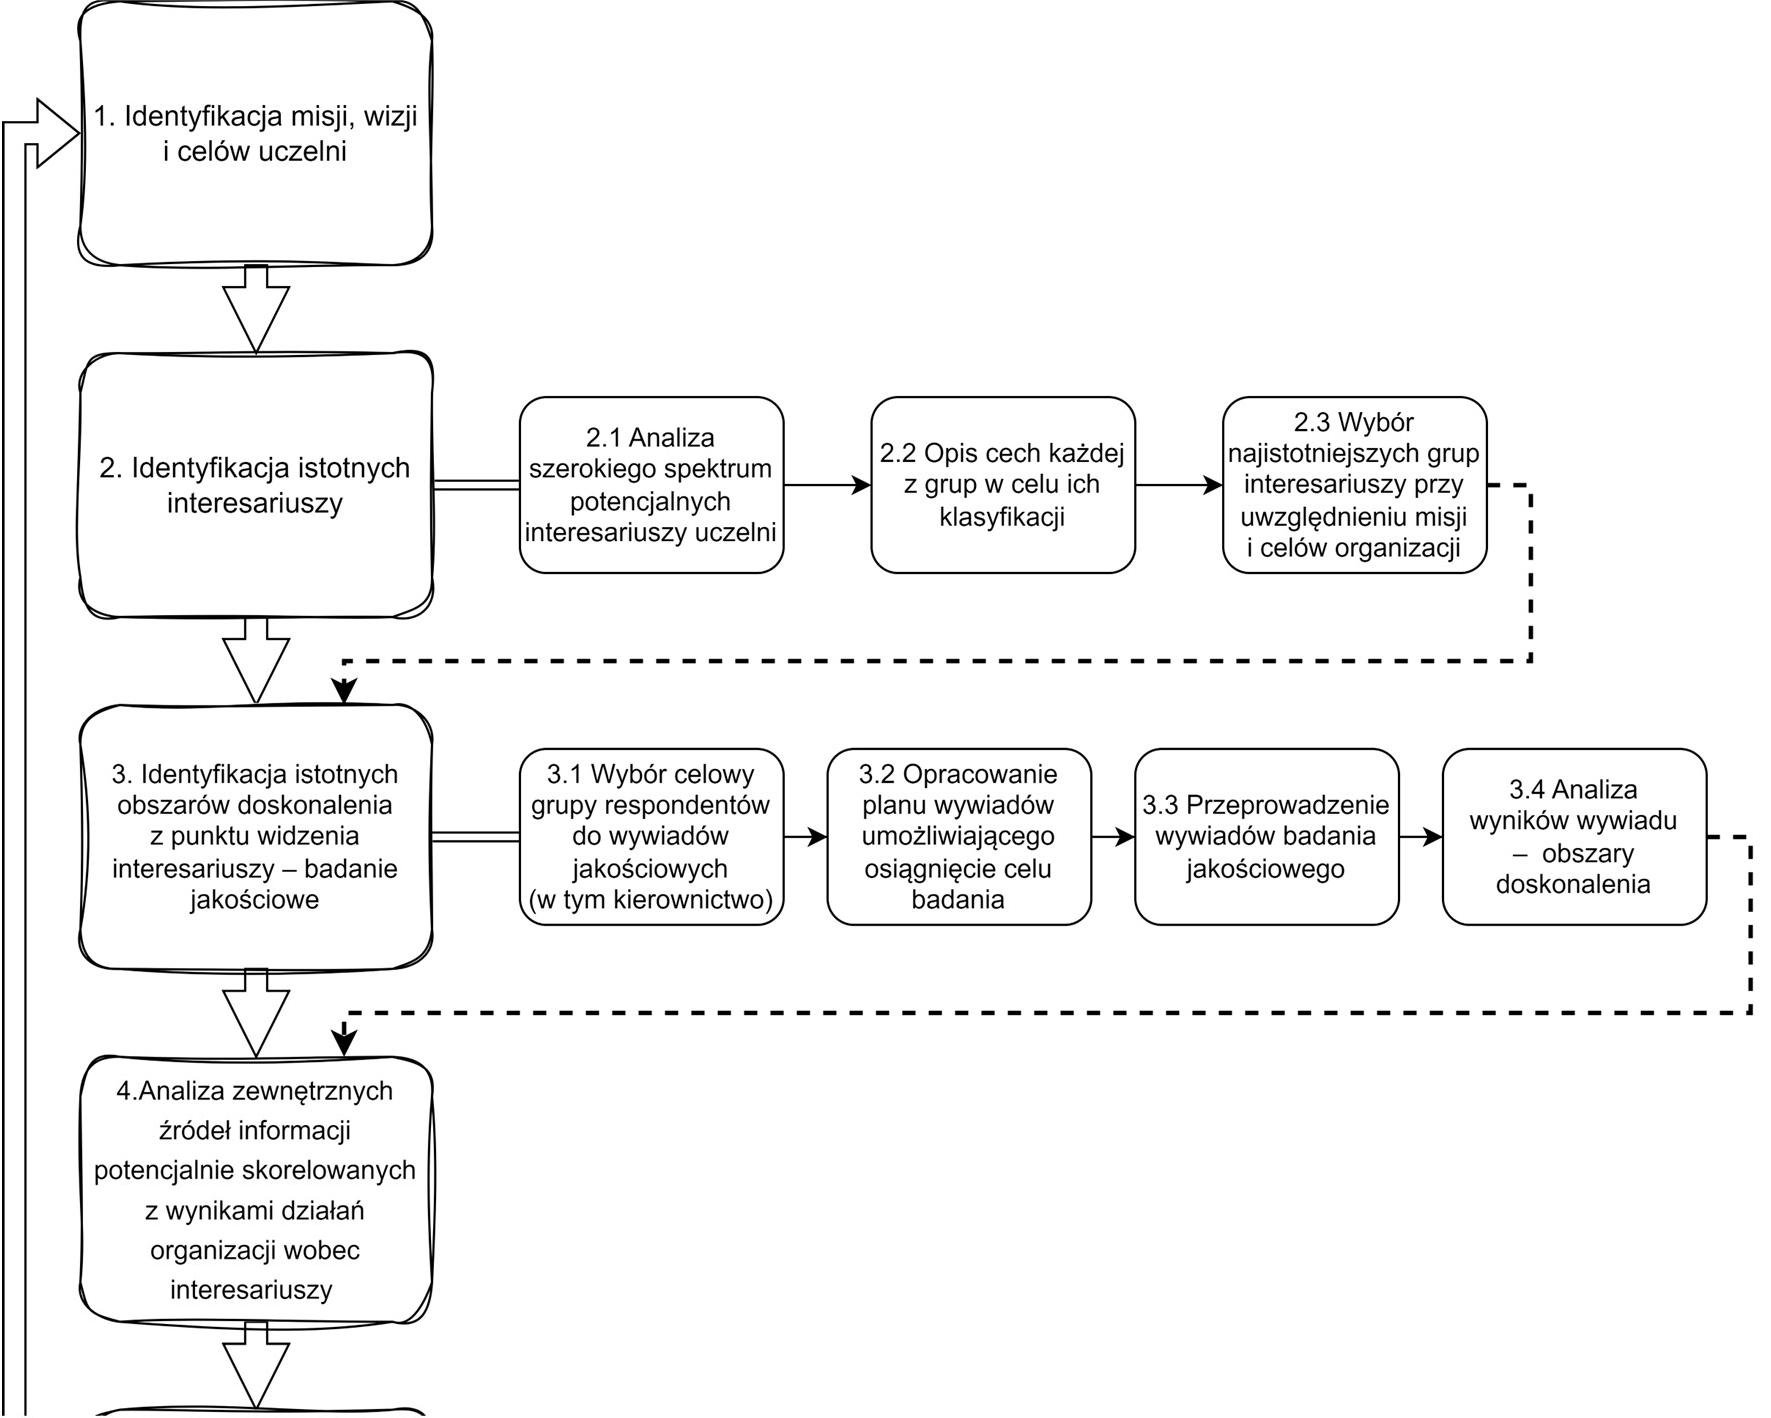 1. Identyfikacja misji, wizji
i celów uczelni
2. Identyfikacja istotnych
interesariuszy
2.1 Analiza
szerokiego spektrum
potencjalnych
interesariuszy uczelni
2.2 Opis cech każdej
z grup w celu ich
klasyfikacji
2.3 Wybór
najistotniejszych grup
interesariuszy przy
uwzględnieniu misji
i celów organizacji
3. Identyfikacja istotnych
obszarów doskonalenia
z punktu widzenia
interesariuszy – badanie
jakościowe
3.1 Wybór celowy
grupy respondentów
do wywiadów
jakościowych
(w tym kierownictwo)
3.2 Opracowanie
planu wywiadów
umożliwiającego
osiągnięcie celu
badania
3.3 Przeprowadzenie
wywiadów badania
jakościowego
3.4 Analiza
wyników wywiadu
– obszary
doskonalenia
4.Analiza zewnętrznych
źródeł informacji
potencjalnie skorelowanych
z wynikami działań
organizacji wobec
interesariuszy